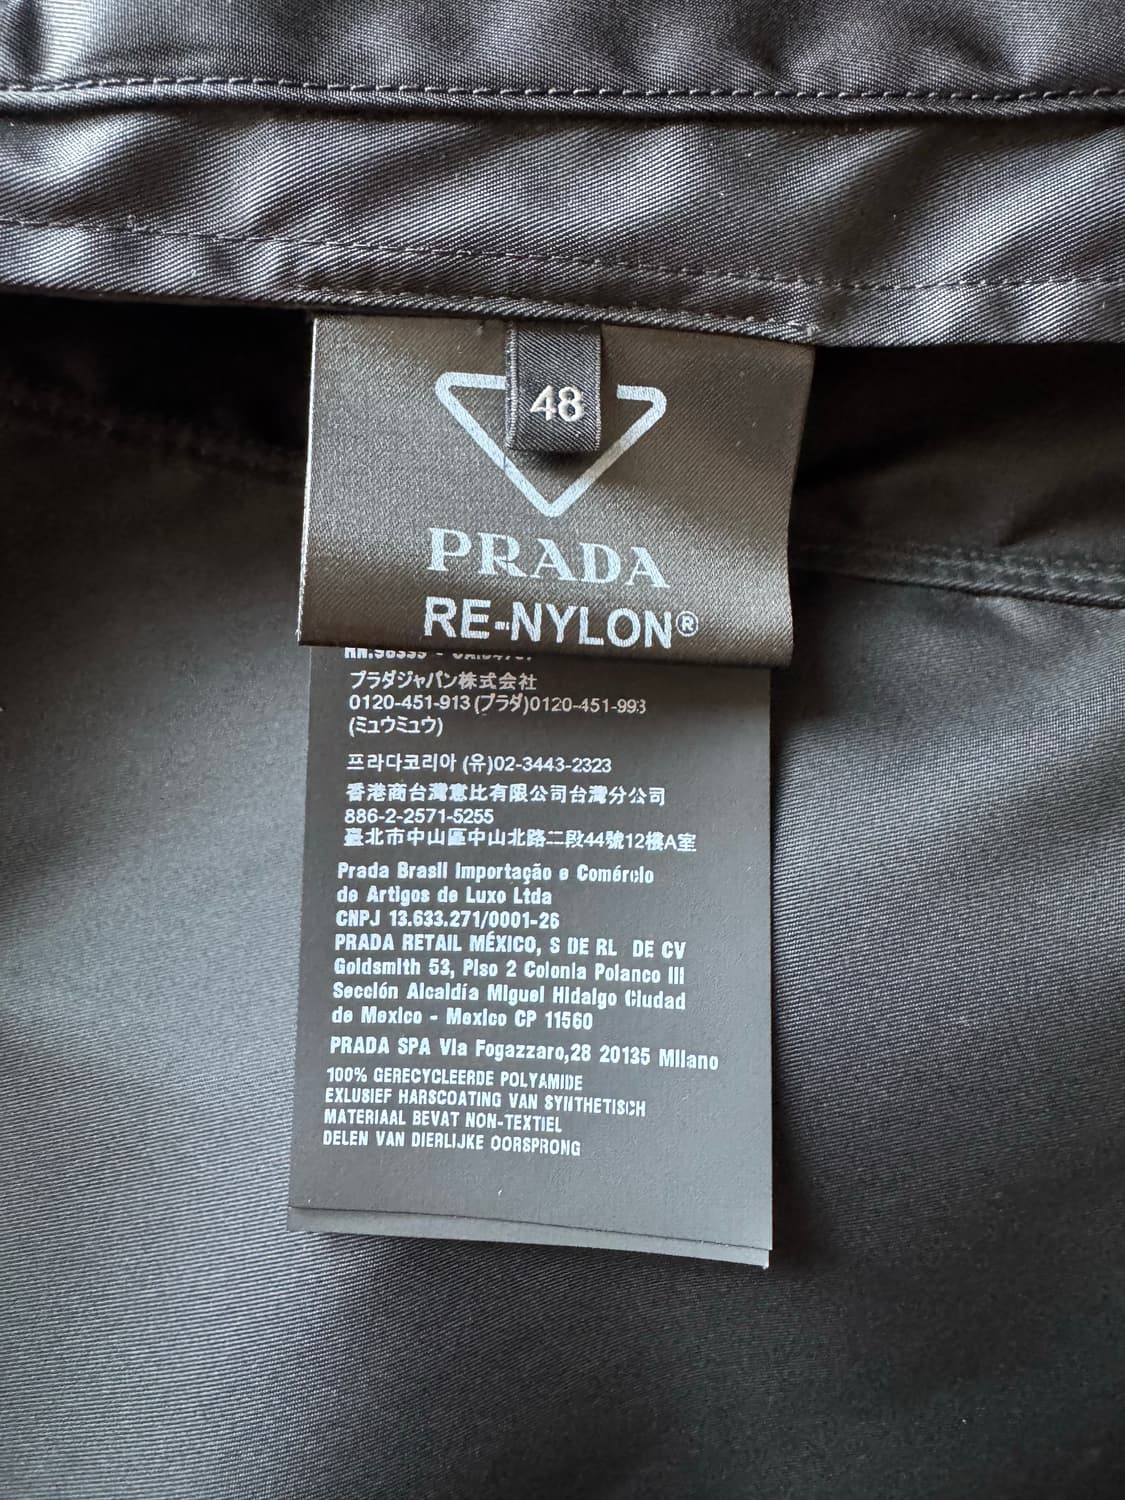 48
PRADA
RE-NYLON®
プラダジャパン株式会社
0120-451-913(プラダ)0120-451-993
(ミュウミュウ)
프라다코리아 (유)02-3443-2323
香港商台灣意比有限公司台灣分公司
886-2-2571-5255
臺北市中山區中山北路二段44號12樓A室
Prada Brasil Importação e Comércio
de Artigos de Luxo Ltda
CNPJ 13.633.271/0001-26
PRADA RETAIL MÉXICO, S DE RL DE CV
Goldsmith 53, Piso 2 Colonia Polanco III
Sección Alcaldía Miguel Hidalgo Ciudad
de Mexico - Mexico CP 11560
PRADA SPA Via Fogazzaro,28 20135 Milano
100% GERECYCLEERDE POLYAMIDE
EXLUSIEF HARSCOATING VAN SYNTHETISCH
MATERIAAL BEVAT NON-TEXTIEL
DELEN VAN DIERLIJKE OORSPRONG